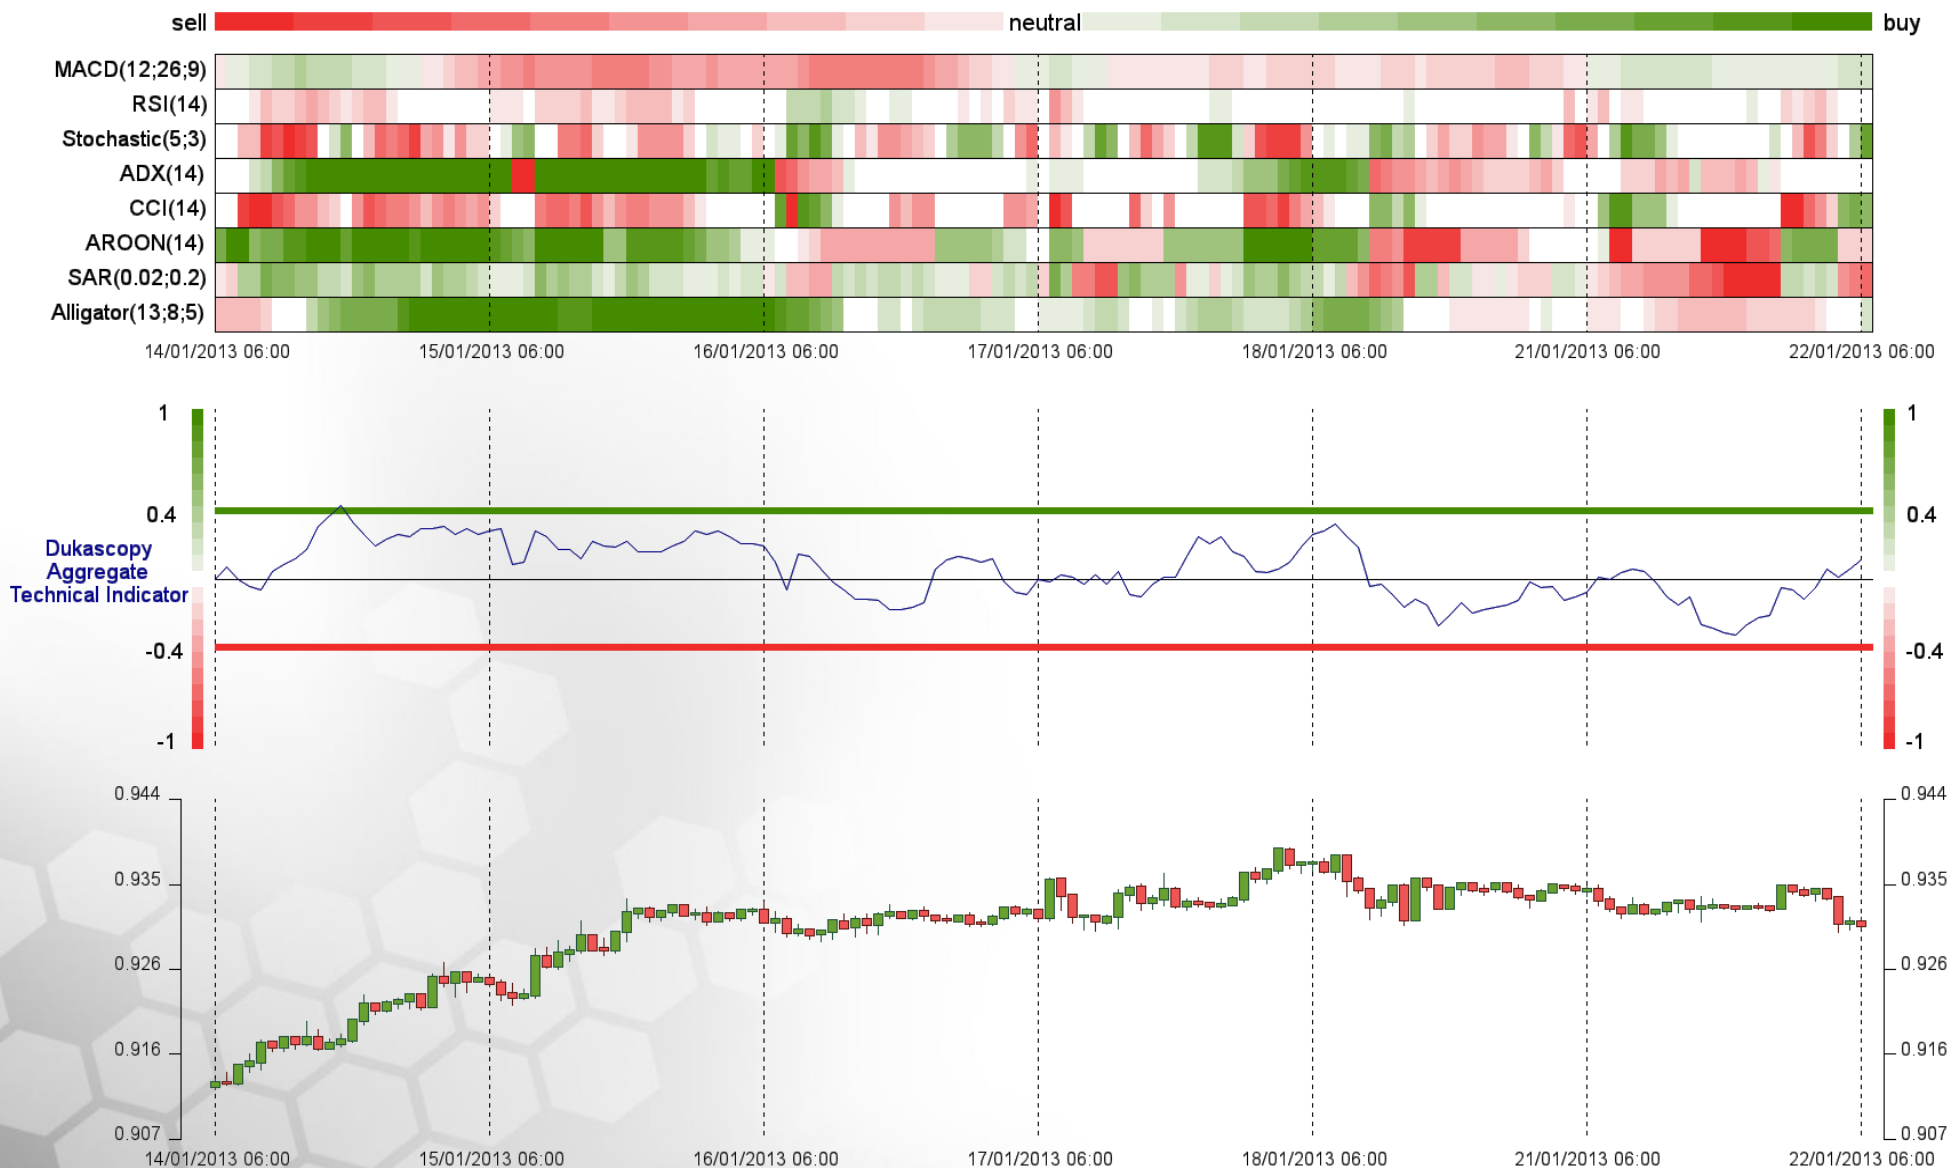 sell neutral buy
MACD(12;26;9)
RSI(14)
Stochastic(5;3)
ADX(14)
CCI(14)
AROON(14)
SAR(0.02;0.2)
Alligator(13;8;5)
14/01/2013 06:00 15/01/2013 06:00 16/01/2013 06:00 17/01/2013 06:00 18/01/2013 06:00 21/01/2013 06:00 22/01/2013 06:00
1 1
0.4 0.4
Dukascopy
Aggregate
Technical Indicator
-0.4 -0.4
-1 -1
0.944 0.944
0.935 0.935
0.926 0.926
0.916 0.916
0.907 0.907
14/01/2013 06:00 15/01/2013 06:00 16/01/2013 06:00 17/01/2013 06:00 18/01/2013 06:00 21/01/2013 06:00 22/01/2013 06:00